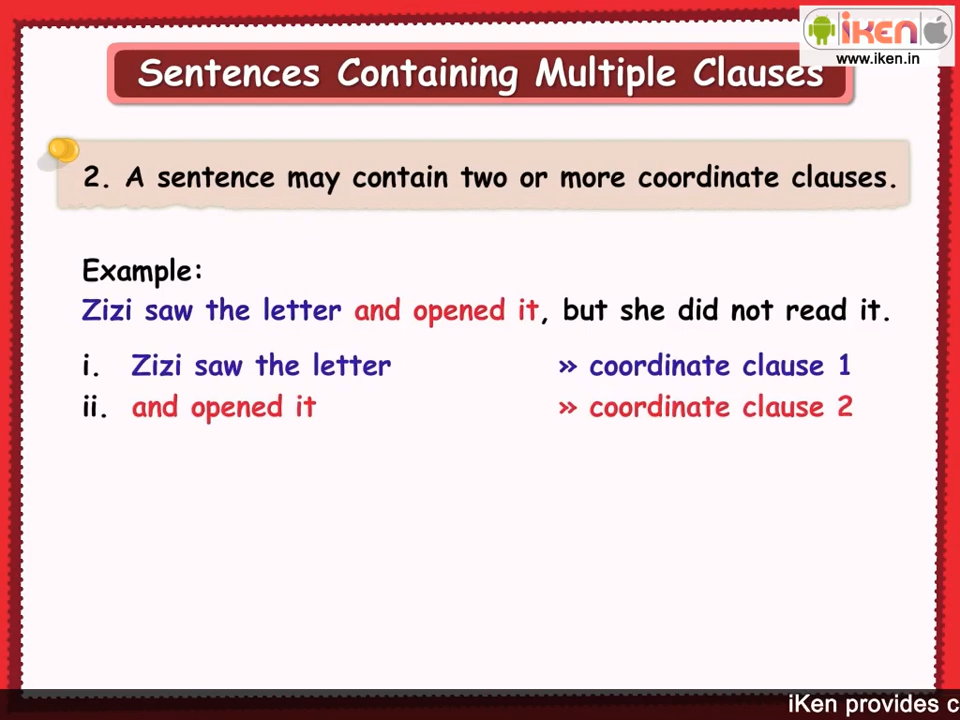 iKEN
www.iken.in
Sentences Containing Multiple Clauses
2. A sentence may contain two or more coordinate clauses.
Example:
Zizi saw the letter and opened it, but she did not read it.
i. Zizi saw the letter » coordinate clause 1
ii. and opened it » coordinate clause 2
iKen provides c